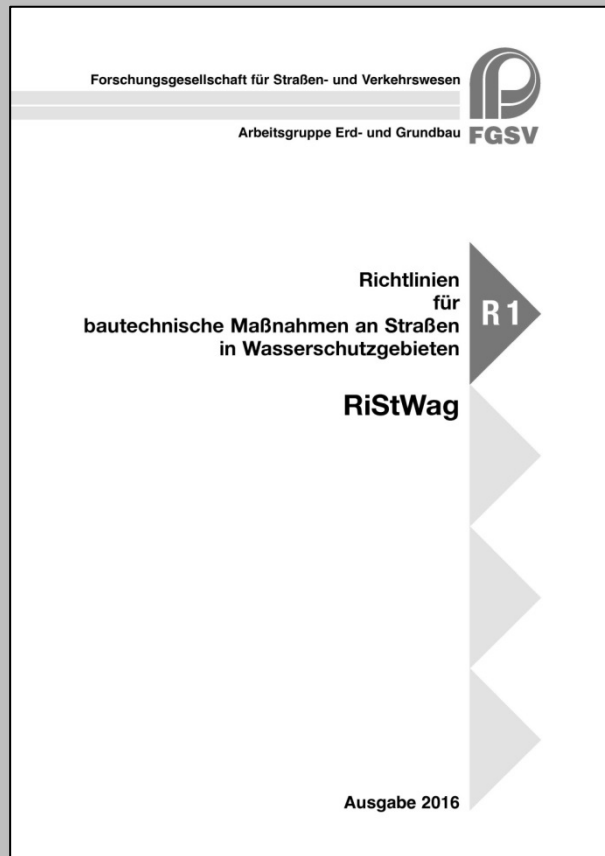 Forschungsgesellschaft für Straßen- und Verkehrswesen
Arbeitsgruppe Erd- und Grundbau
FGSV
Richtlinien
für
bautechnische Maßnahmen an Straßen
in Wasserschutzgebieten
R 1
RiStWag
Ausgabe 2016